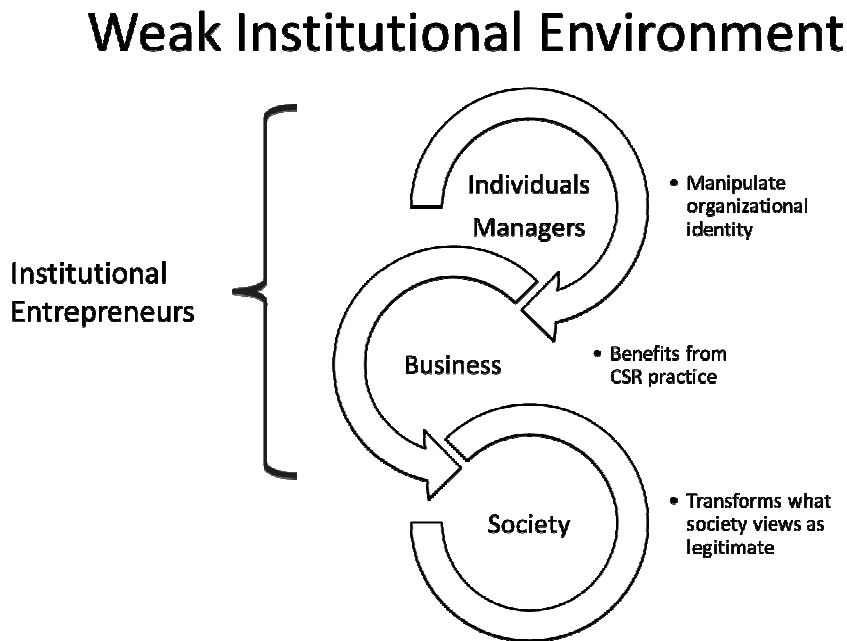 Weak Institutional Environment
Individuals
Managers
• Manipulate
organizational
identity
Institutional
Entrepreneurs
Business
• Benefits from
CSR practice
Society
• Transforms what
society views as
legitimate